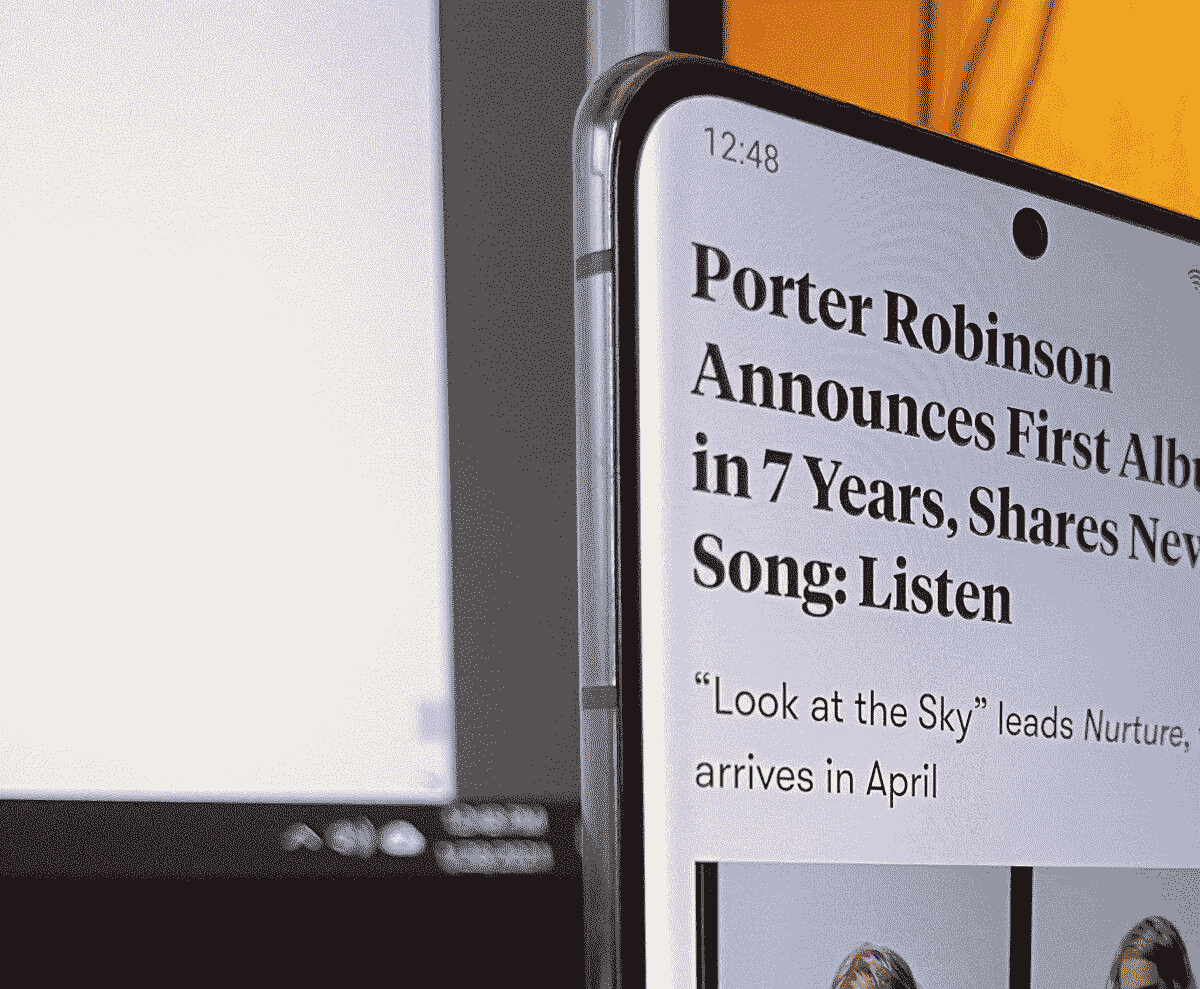 12:48
Porter Robinson
Announces First
in 7 Years, Shares
Song: Listen
“Look at the Sky” leads Nurture,
arrives in April